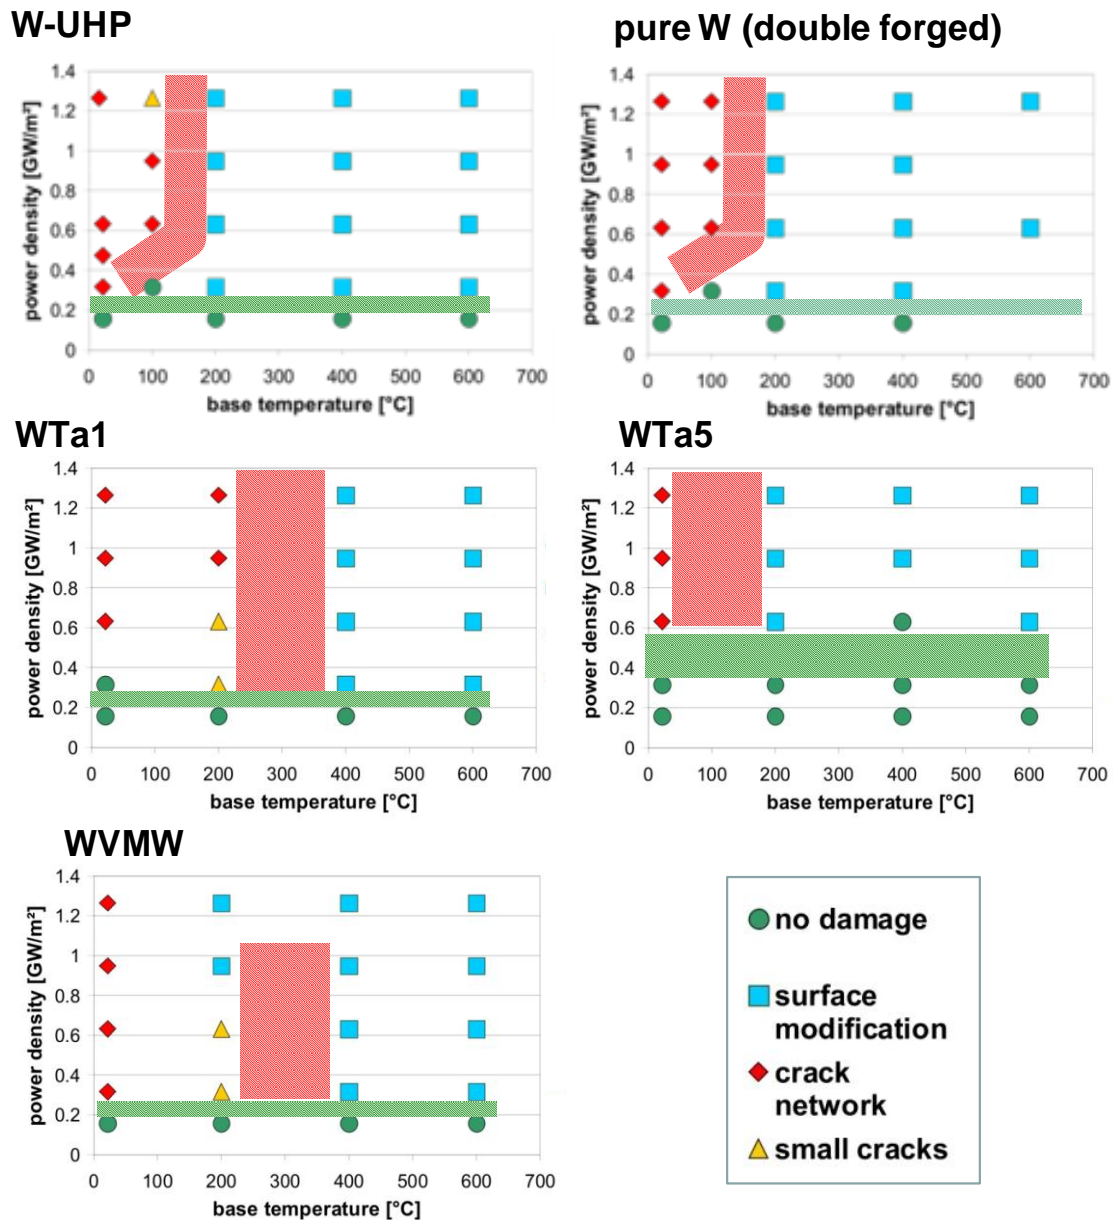 W-UHP
pure W (double forged)
power density [GW/m²]
1.4
1.2
1
0.8
0.6
0.4
0.2
0
0 100 200 300 400 500 600 700
base temperature [°C]
power density [GW/m²]
1.4
1.2
1
0.8
0.6
0.4
0.2
0
0 100 200 300 400 500 600 700
base temperature [°C]
WTa1
WTa5
power density [GW/m²]
1.4
1.2
1
0.8
0.6
0.4
0.2
0
0 100 200 300 400 500 600 700
base temperature [°C]
power density [GW/m²]
1.4
1.2
1
0.8
0.6
0.4
0.2
0
0 100 200 300 400 500 600 700
base temperature [°C]
WVMW
power density [GW/m²]
1.4
1.2
1
0.8
0.6
0.4
0.2
0
0 100 200 300 400 500 600 700
base temperature [°C]
no damage
surface
modification
crack
network
small cracks